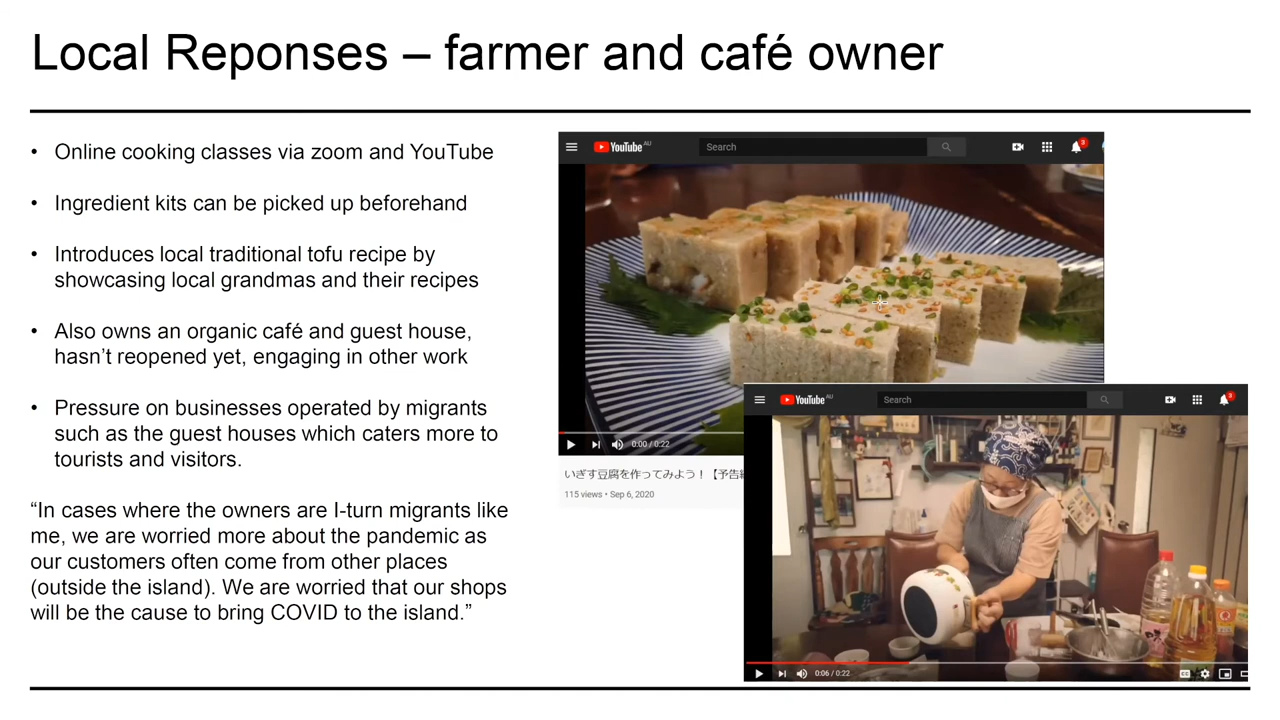 Local Reponses – farmer and café owner
• Online cooking classes via zoom and YouTube
• Ingredient kits can be picked up beforehand
• Introduces local traditional tofu recipe by
showcasing local grandmas and their recipes
• Also owns an organic café and guest house,
hasn’t reopened yet, engaging in other work
• Pressure on businesses operated by migrants
such as the guest houses which caters more to
tourists and visitors.
“In cases where the owners are I-turn migrants like
me, we are worried more about the pandemic as
our customers often come from other places
(outside the island). We are worried that our shops
will be the cause to bring COVID to the island.”
YouTube AU
Search
3
0:00 / 0:22
いぎす豆腐を作ってみよう！【予告
115 views • Sep 6, 2020
YouTube AU
Search
0:06 / 0:22